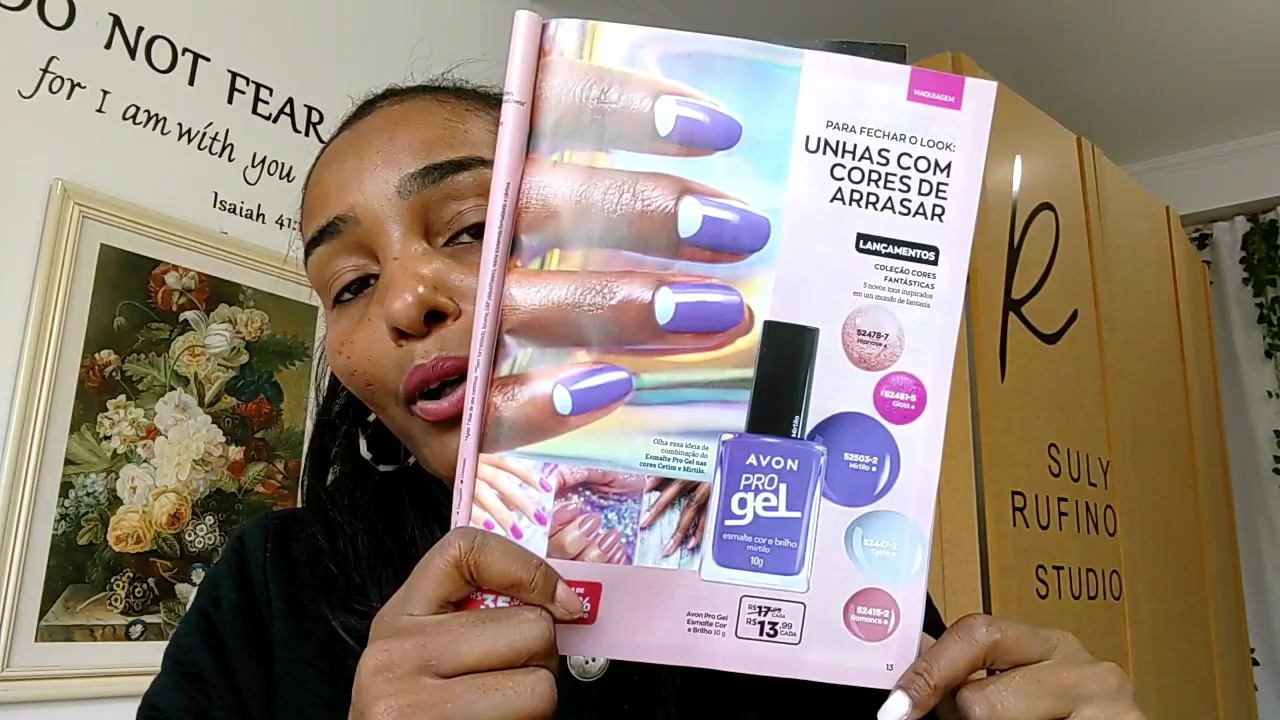 DO NOT FEAR
for I am with you
Isaiah 41:
MAQUIAGEM
PARA FECHAR O LOOK:
UNHAS COM
CORES DE
ARRASAR
LANÇAMENTOS
COLEÇÃO CORES
FANTÁSTICAS
5 novos tons inspirados
em um mundo de fantasia.
52478-7
Hipnose
52481-5
Gloss
52503-2
Mirtilo
52447-2
Cetim
52415-2
Romance
Olha essa ideia de
combinação do
Esmalte Pro Gel nas
cores Cetim e Mirtilo.
Mirtilo
AVON
PRO
gel
esmalte cor e brilho
mirtilo
10g
Avon Pro Gel
Esmalte Cor
e Brilho 10 g
R$ 17,99 CADA
R$ 13,99
CADA
R$ 35,
DE
%
13
R
SULY
RUFINO
STUDIO